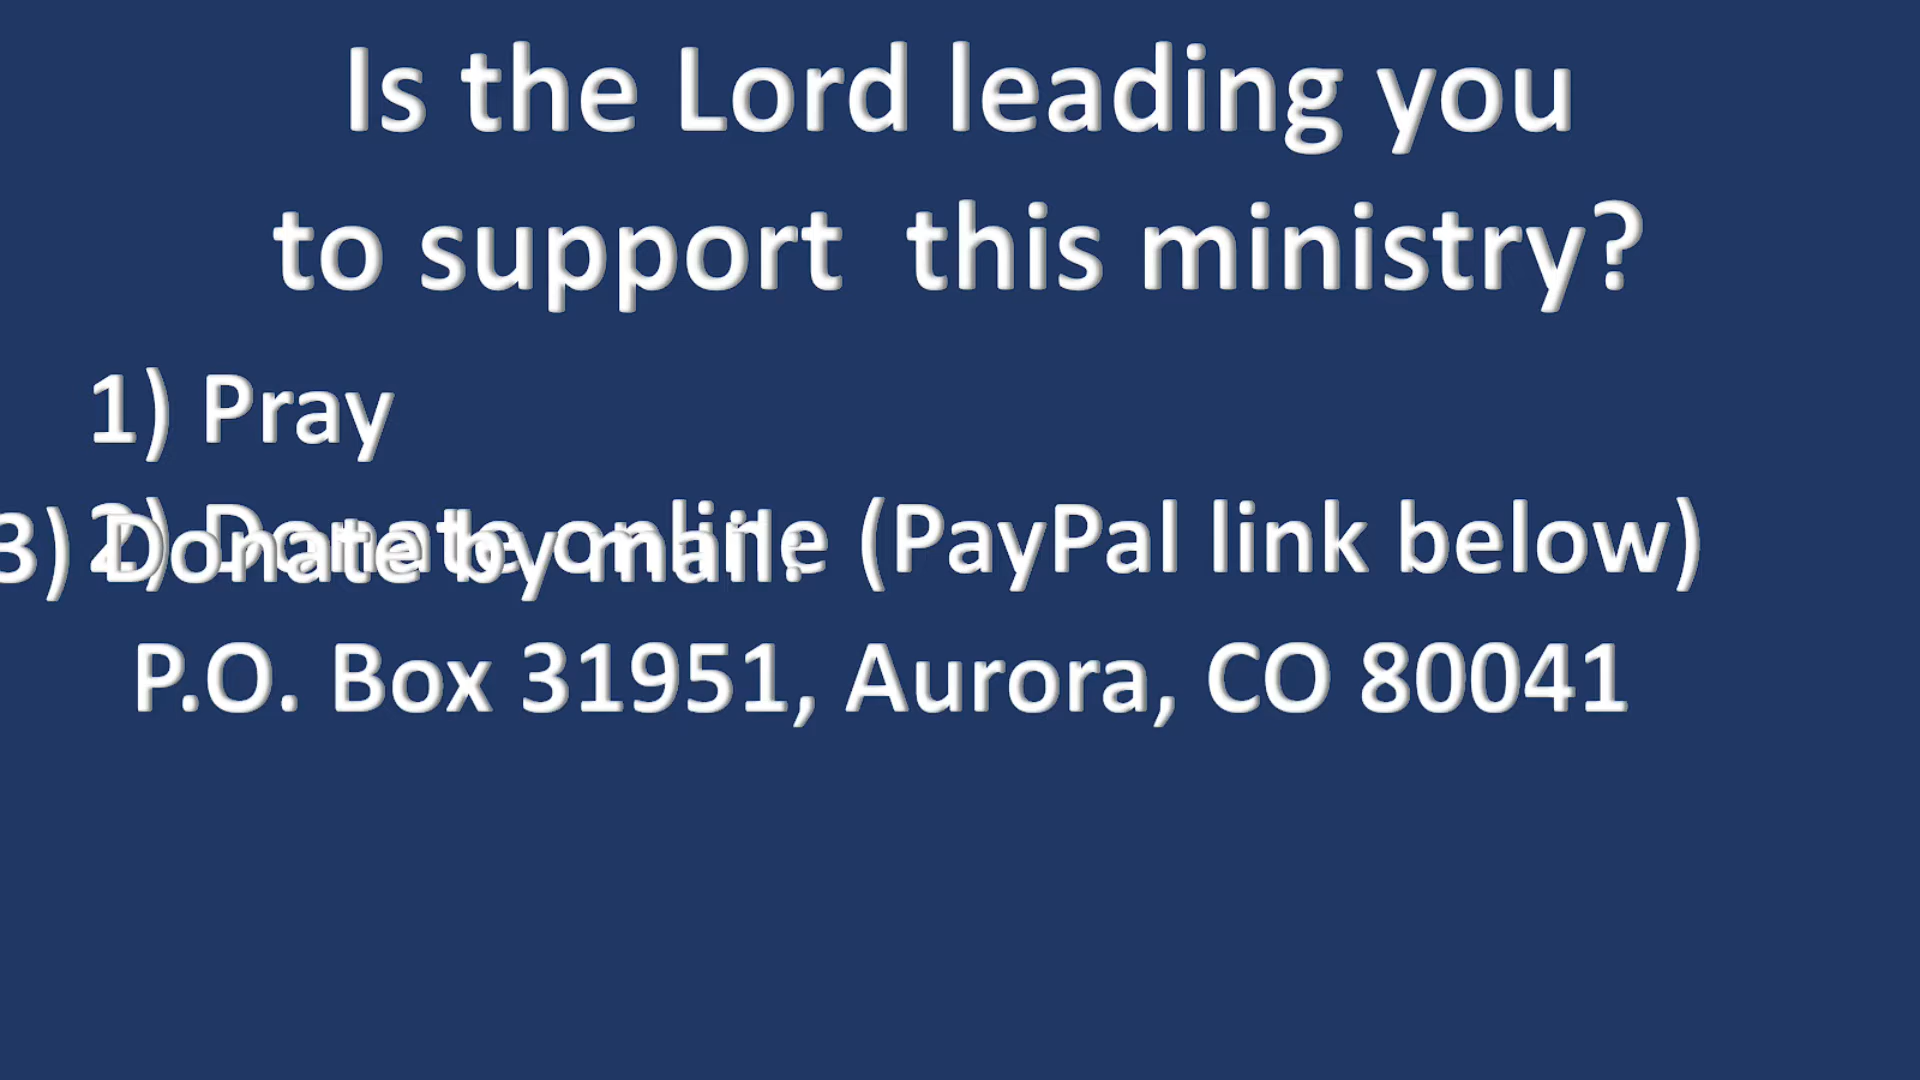 Is the Lord leading you
to support  this ministry?
1) Pray
2) Donate online (PayPal link below)
3) Donate by mail:
P.O. Box 31951, Aurora, CO 80041